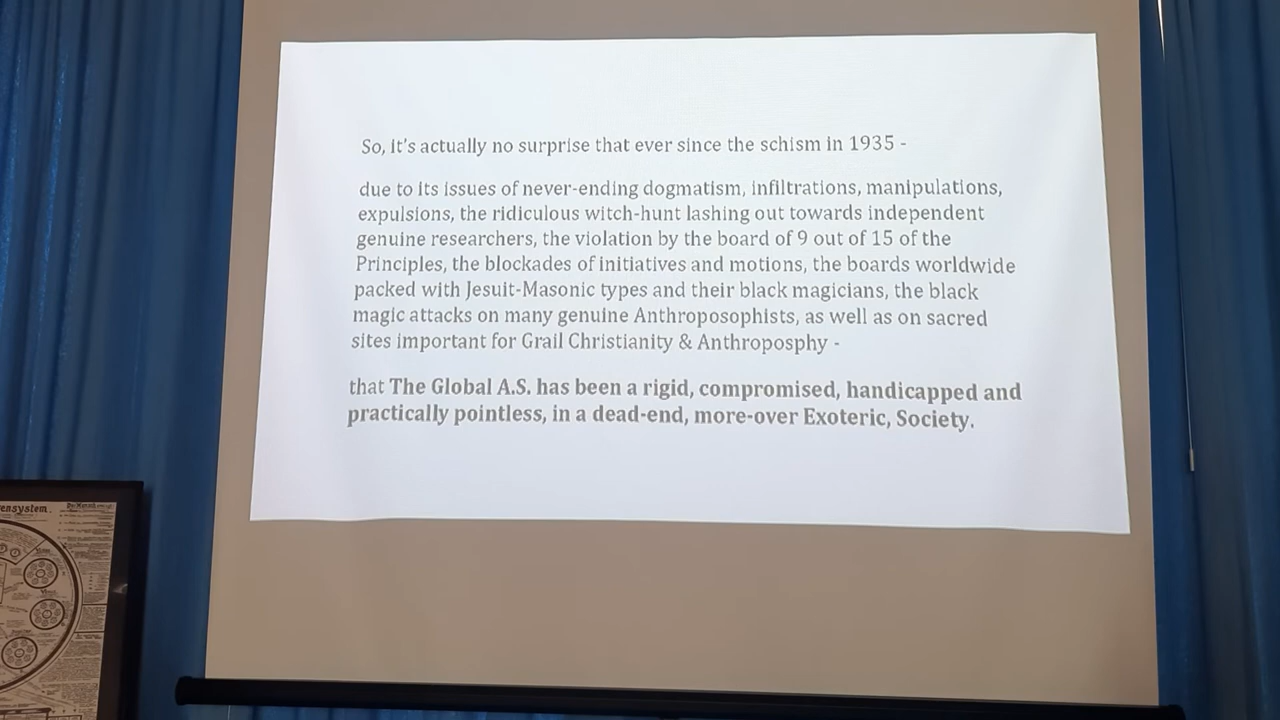 So, it's actually no surprise that ever since the schism in 1935 -
due to its issues of never-ending dogmatism, infiltrations, manipulations,
expulsions, the ridiculous witch-hunt lashing out towards independent
genuine researchers, the violation by the board of 9 out of 15 of the
Principles, the blockades of initiatives and motions, the boards worldwide
packed with Jesuit-Masonic types and their black magicians, the black
magic attacks on many genuine Anthroposophists, as well as on sacred
sites important for Grail Christianity & Anthroposphy -
that The Global A.S. has been a rigid, compromised, handicapped and
practically pointless, in a dead-end, more-over Exoteric, Society.
ensystem.